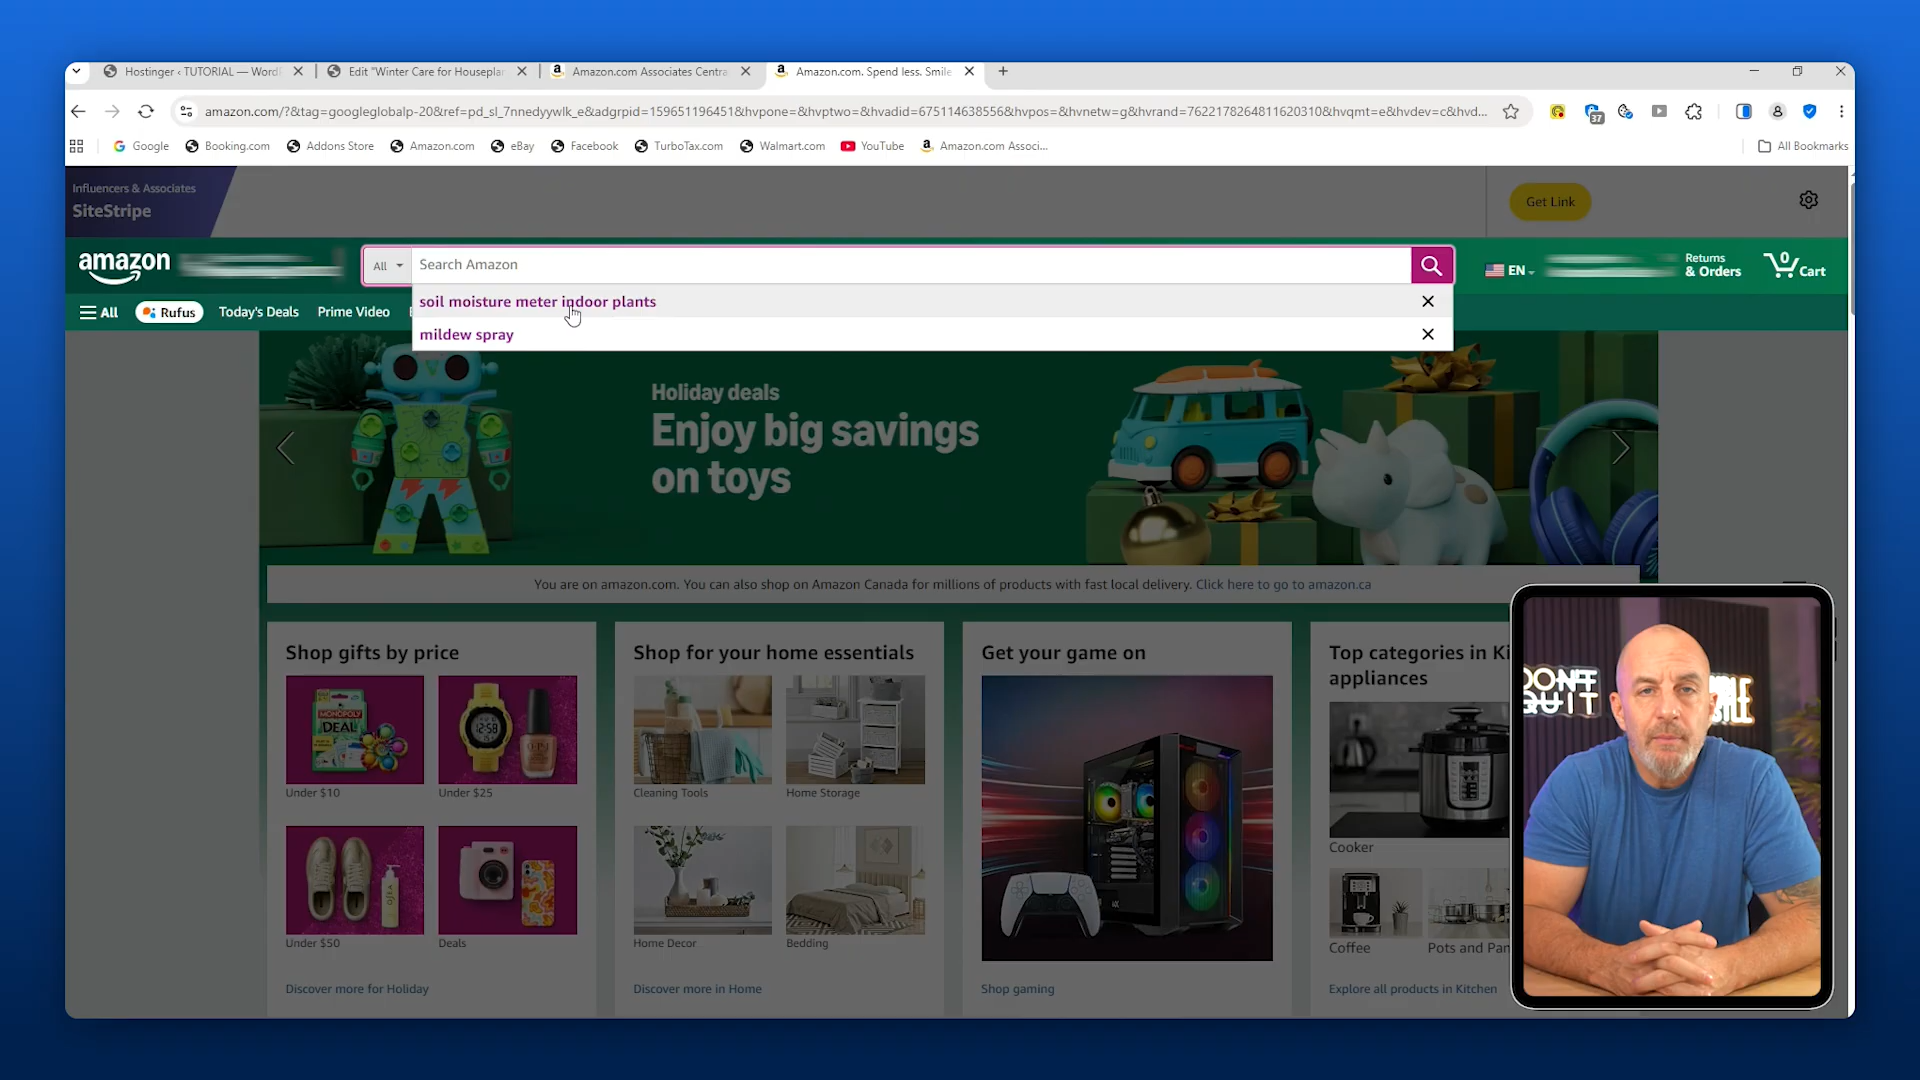 Hostinger ‹ TUTORIAL — Word
Edit "Winter Care for Housepla
Amazon.com Associates Centra
Amazon.com. Spend less. Smile
amazon.com/?&tag=googleglobalp-20&ref=pd_sl_7nnedyywlk_e&adgrpid=159651196451&hvpone=&hvptwo=&hvadid=675114638556&hvpos=&hvnetw=g&hvrand=7622178264811620310&hvqmt=e&hvdev=c&hvd...
37
Google
Booking.com
Addons Store
Amazon.com
eBay
Facebook
TurboTax.com
Walmart.com
YouTube
Amazon.com Associ...
All Bookmarks
Influencers & Associates
SiteStripe
Get Link
amazon
All
Search Amazon
EN
Returns
& Orders
0
Cart
All
Rufus
Today's Deals
Prime Video
soil moisture meter indoor plants
mildew spray
Holiday deals
Enjoy big savings
on toys
You are on amazon.com. You can also shop on Amazon Canada for millions of products with fast local delivery. Click here to go to amazon.ca
Shop gifts by price
MONOPOLY
DEAL
12:58
Under $10
Under $25
Under $50
Deals
Discover more for Holiday
Shop for your home essentials
Cleaning Tools
Home Storage
Home Decor
Bedding
Discover more in Home
Get your game on
Shop gaming
Top categories in Ki
appliances
Cooker
Coffee
Pots and Pan
Explore all products in Kitchen
DON'T
QUIT